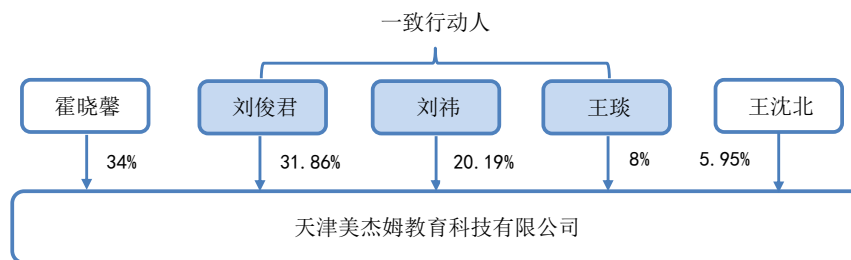 一致行动人
霍晓馨 刘俊君 刘祎 王琰 王沈北
34% 31.86% 20.19% 8% 5.95%
天津美杰姆教育科技有限公司